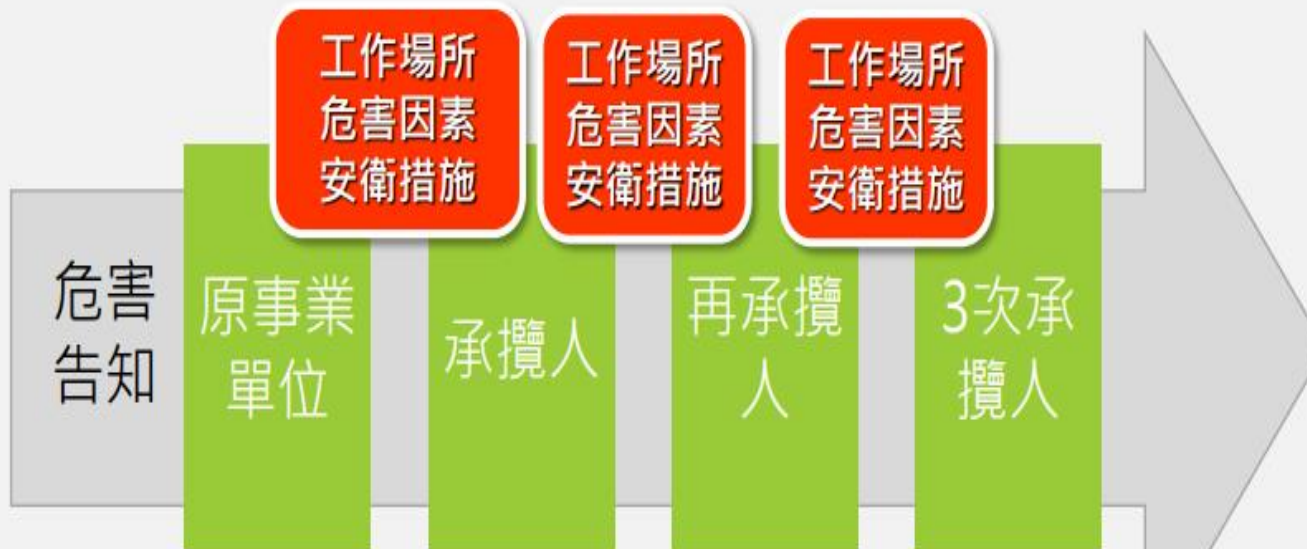 工作場所
危害因素
安衛措施
工作場所
危害因素
安衛措施
工作場所
危害因素
安衛措施
危害
告知
原事業
單位
承攬人
再承攬
人
3次承
攬人